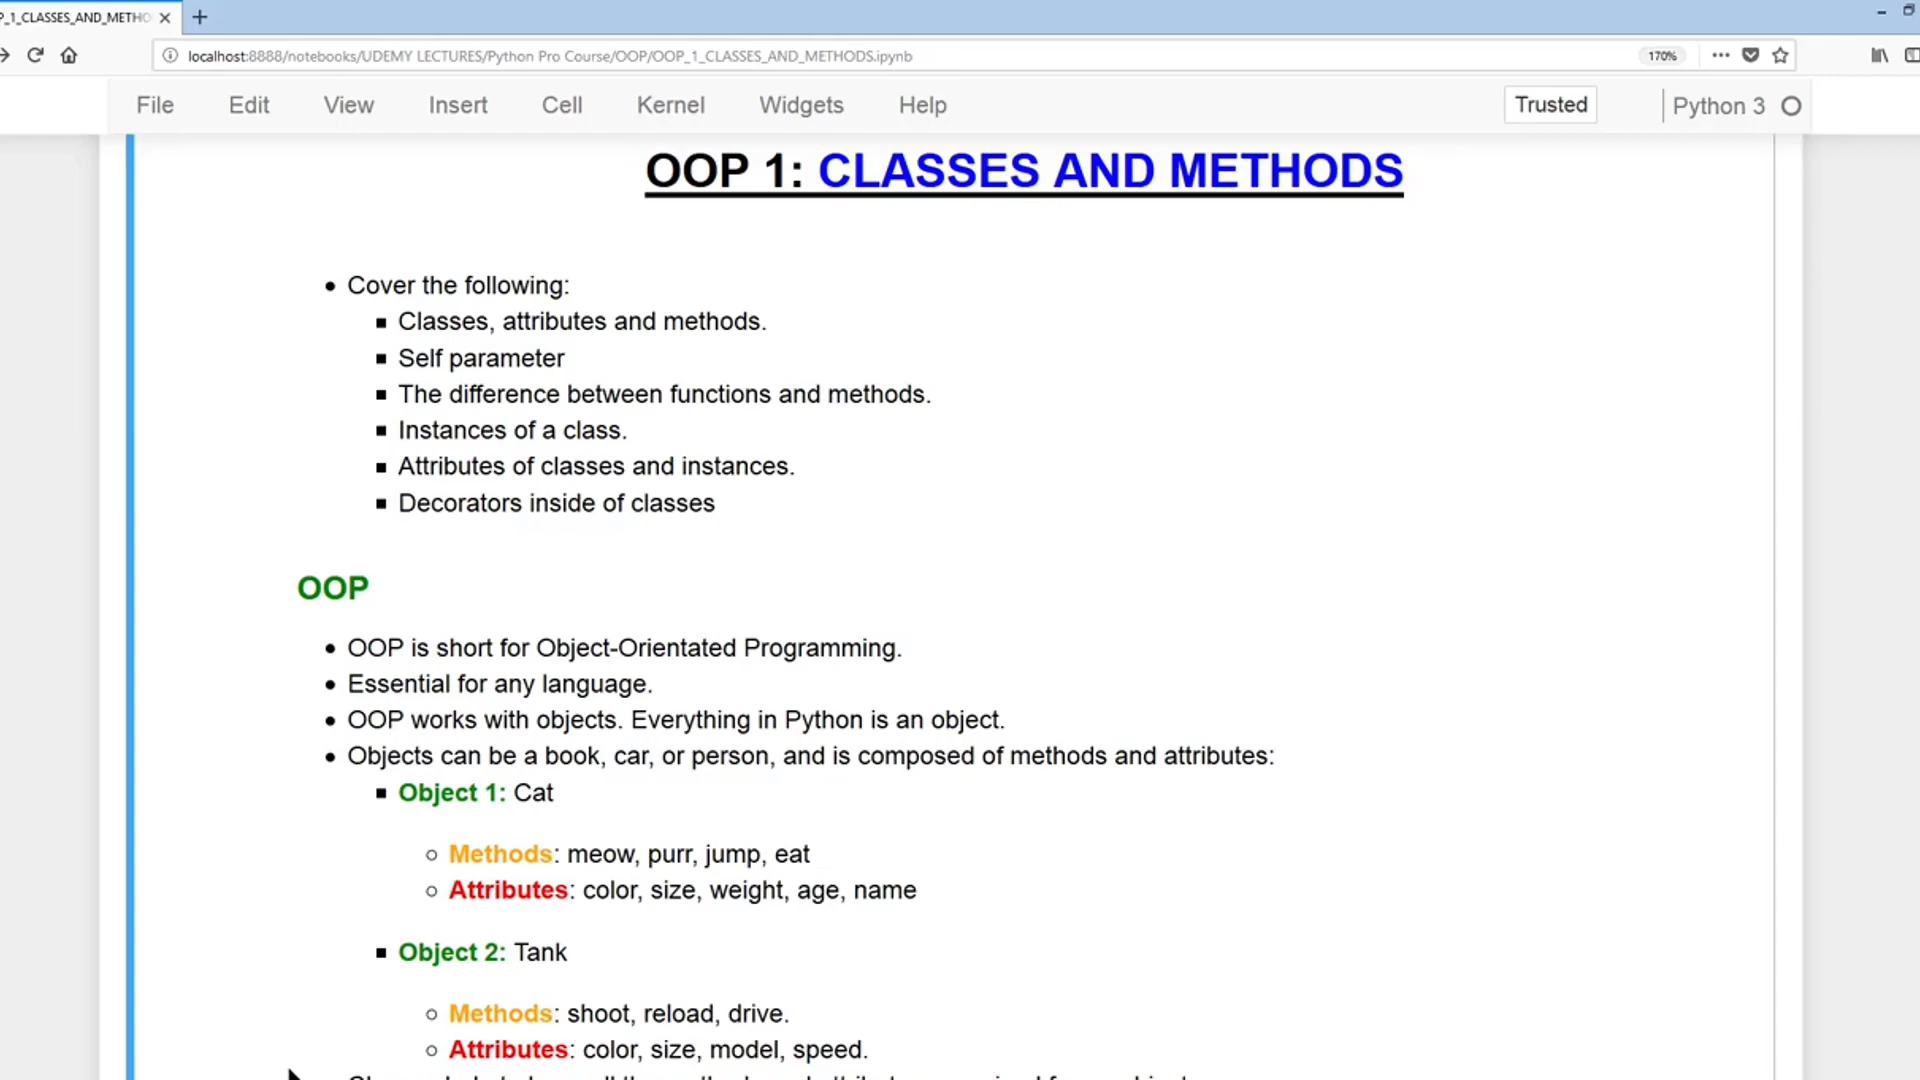 P_1_CLASSES_AND_METHO
localhost:8888/notebooks/UDEMY LECTURES/Python Pro Course/OOP/OOP_1_CLASSES_AND_METHODS.ipynb
170%
File Edit View Insert Cell Kernel Widgets Help
Trusted
Python 3
OOP 1: CLASSES AND METHODS
Cover the following:
Classes, attributes and methods.
Self parameter
The difference between functions and methods.
Instances of a class.
Attributes of classes and instances.
Decorators inside of classes
OOP
OOP is short for Object-Orientated Programming.
Essential for any language.
OOP works with objects. Everything in Python is an object.
Objects can be a book, car, or person, and is composed of methods and attributes:
Object 1: Cat
Methods: meow, purr, jump, eat
Attributes: color, size, weight, age, name
Object 2: Tank
Methods: shoot, reload, drive.
Attributes: color, size, model, speed.